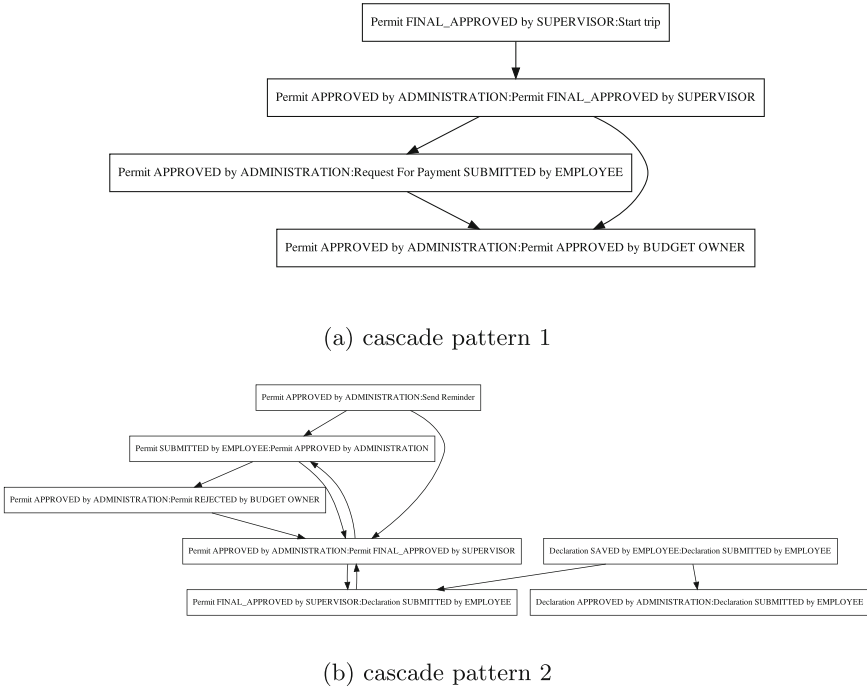 Permit FINAL_APPROVED by SUPERVISOR:Start trip
Permit APPROVED by ADMINISTRATION:Permit FINAL_APPROVED by SUPERVISOR
Permit APPROVED by ADMINISTRATION:Request For Payment SUBMITTED by EMPLOYEE
Permit APPROVED by ADMINISTRATION:Permit APPROVED by BUDGET OWNER
(a) cascade pattern 1
Permit APPROVED by ADMINISTRATION:Send Reminder
Permit SUBMITTED by EMPLOYEE:Permit APPROVED by ADMINISTRATION
Permit APPROVED by ADMINISTRATION:Permit REJECTED by BUDGET OWNER
Permit APPROVED by ADMINISTRATION:Permit FINAL_APPROVED by SUPERVISOR
Declaration SAVED by EMPLOYEE:Declaration SUBMITTED by EMPLOYEE
Permit FINAL_APPROVED by SUPERVISOR:Declaration SUBMITTED by EMPLOYEE
Declaration APPROVED by ADMINISTRATION:Declaration SUBMITTED by EMPLOYEE
(b) cascade pattern 2